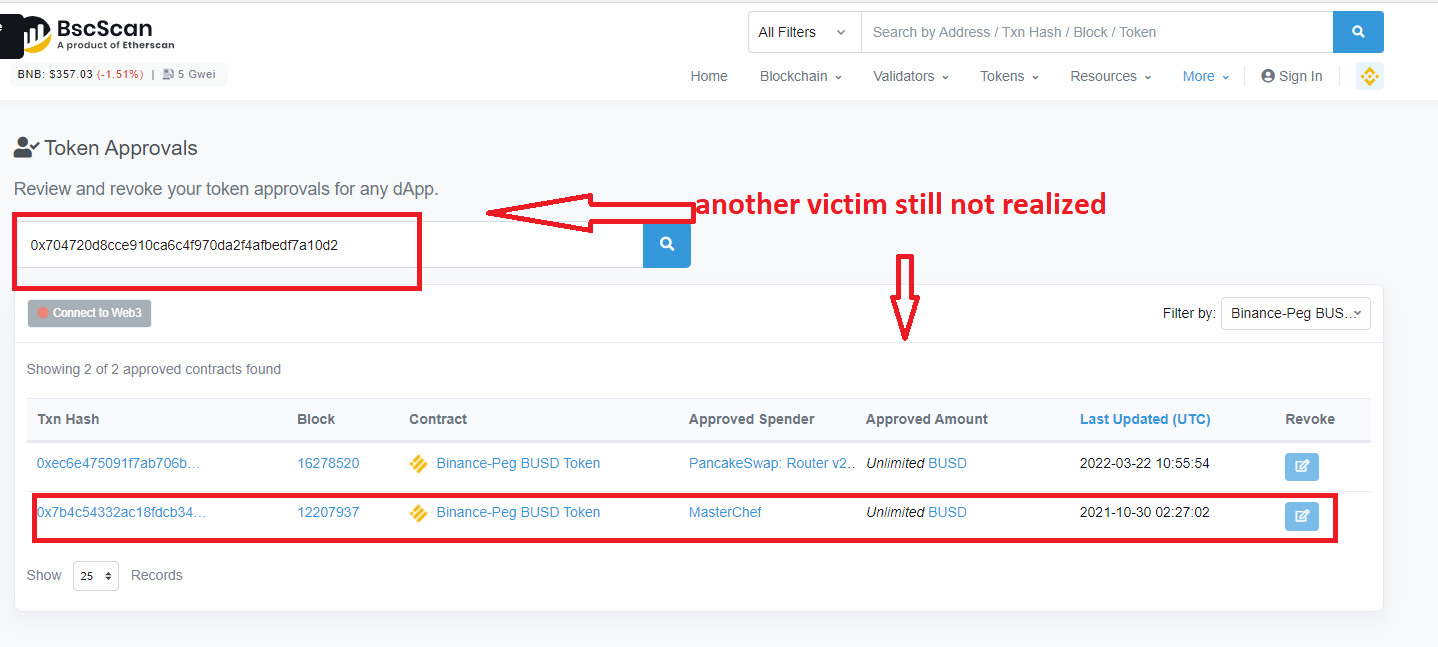 e
BscScan
A product of Etherscan
All Filters
Search by Address / Txn Hash / Block / Token
BNB: $357.03 (-1.51%) | 5 Gwei
Home Blockchain Validators Tokens Resources More Sign In
Token Approvals
Review and revoke your token approvals for any dApp.
another victim still not realized
0x704720d8cce910ca6c4f970da2f4afbedf7a10d2
Connect to Web3
Filter by: Binance-Peg BUS...
Showing 2 of 2 approved contracts found
Txn Hash Block Contract Approved Spender Approved Amount Last Updated (UTC) Revoke
0xec6e475091f7ab706b... 16278520 Binance-Peg BUSD Token PancakeSwap: Router v2.. Unlimited BUSD 2022-03-22 10:55:54
0x7b4c54332ac18fdcb34... 12207937 Binance-Peg BUSD Token MasterChef Unlimited BUSD 2021-10-30 02:27:02
Show 25 Records